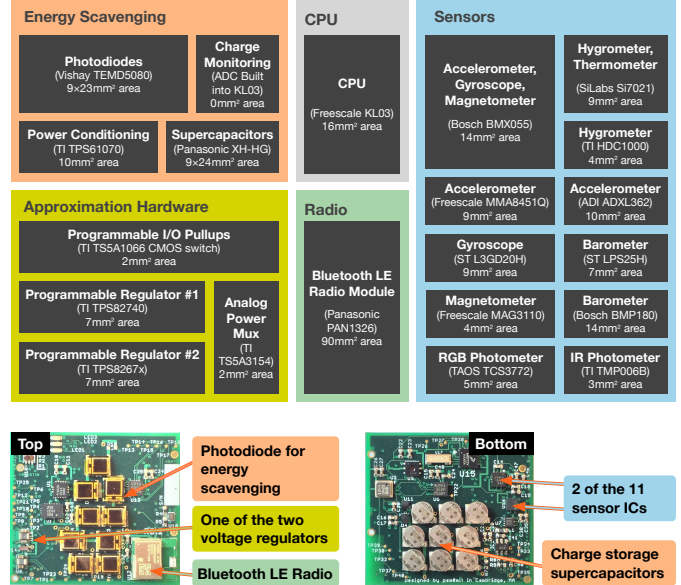 Energy Scavenging
Photodiodes
(Vishay TEMD5080)
9×23mm² area
Charge
Monitoring
(ADC Built
into KL03)
0mm² area
Power Conditioning
(TI TPS61070)
10mm² area
Supercapacitors
(Panasonic XH-HG)
9×24mm² area
CPU
CPU
(Freescale KL03)
16mm² area
Sensors
Accelerometer,
Gyroscope,
Magnetometer
(Bosch BMX055)
14mm² area
Hygrometer,
Thermometer
(SiLabs Si7021)
9mm² area
Hygrometer
(TI HDC1000)
4mm² area
Accelerometer
(Freescale MMA8451Q)
9mm² area
Accelerometer
(ADI ADXL362)
10mm² area
Gyroscope
(ST L3GD20H)
9mm² area
Barometer
(ST LPS25H)
7mm² area
Magnetometer
(Freescale MAG3110)
4mm² area
Barometer
(Bosch BMP180)
14mm² area
RGB Photometer
(TAOS TCS3772)
5mm² area
IR Photometer
(TI TMP006B)
3mm² area
Approximation Hardware
Programmable I/O Pullups
(TI TS5A1066 CMOS switch)
2mm² area
Programmable Regulator #1
(TI TPS82740)
7mm² area
Programmable Regulator #2
(TI TPS8267x)
7mm² area
Analog
Power
Mux
(TI
TS5A3154)
2mm² area
Radio
Bluetooth LE
Radio Module
(Panasonic
PAN1326)
90mm² area
Top
Photodiode for
energy
scavenging
One of the two
voltage regulators
Bluetooth LE Radio
Bottom
U15
2 of the 11
sensor ICs
Charge storage
supercapacitors